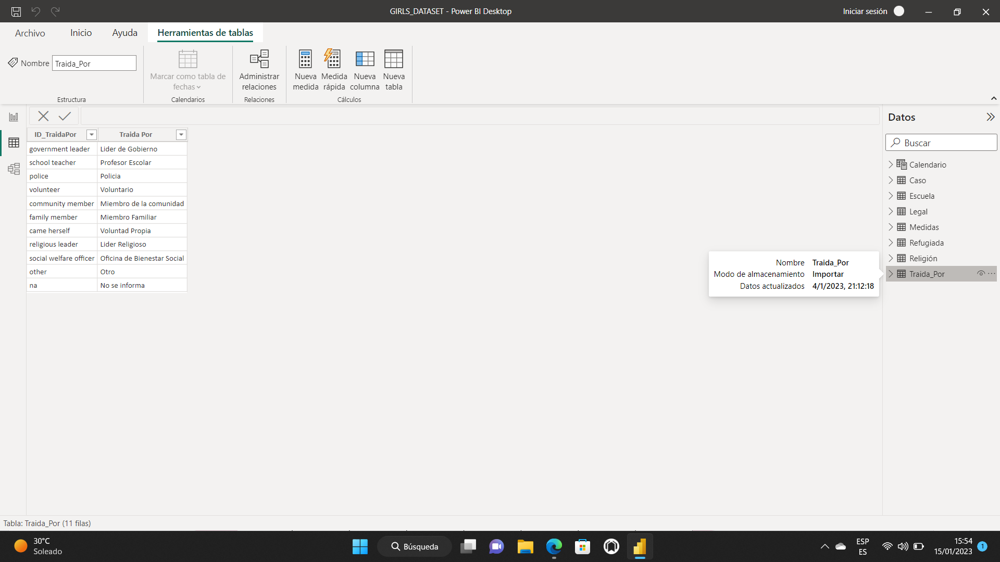 GIRLS_DATASET - Power BI Desktop
Iniciar sesión
Archivo
Inicio
Ayuda
Herramientas de tablas
Nombre
Traida_Por
Estructura
Marcar como tabla de
fechas
Calendarios
Administrar
relaciones
Relaciones
Nueva
medida
Medida
rápida
Nueva
columna
Nueva
tabla
Cálculos
ID_TraidaPor
Traida Por
government leader
Lider de Gobierno
school teacher
Profesor Escolar
police
Policia
volunteer
Voluntario
community member
Miembro de la comunidad
family member
Miembro Familiar
came herself
Voluntad Propia
religious leader
Lider Religioso
social welfare officer
Oficina de Bienestar Social
other
Otro
na
No se informa
Datos
Buscar
Calendario
Caso
Escuela
Legal
Medidas
Refugiada
Religión
Traida_Por
Nombre Traida_Por
Modo de almacenamiento Importar
Datos actualizados 4/1/2023, 21:12:18
Tabla: Traida_Por (11 filas)
30°C
Soleado
Búsqueda
ESP
ES
15:54
15/01/2023
1